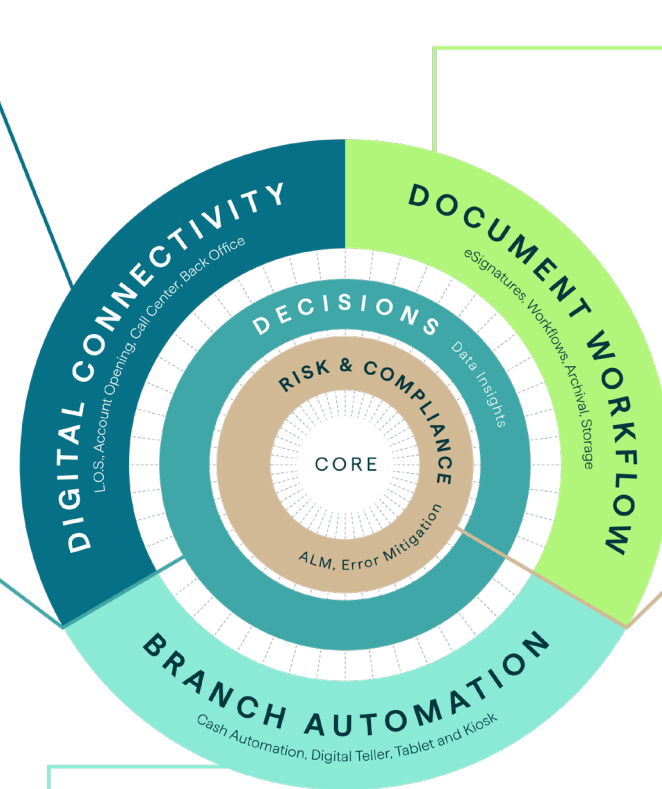 DIGITAL CONNECTIVITY
L.O.S., Account Opening, Call Center, Back Office
DOCUMENT WORKFLOW
eSignatures, Workflows, Archival, Storage
DECISIONS
Data Insights
RISK & COMPLIANCE
ALM, Error Mitigation
CORE
BRANCH AUTOMATION
Cash Automation, Digital Teller, Tablet and Kiosk